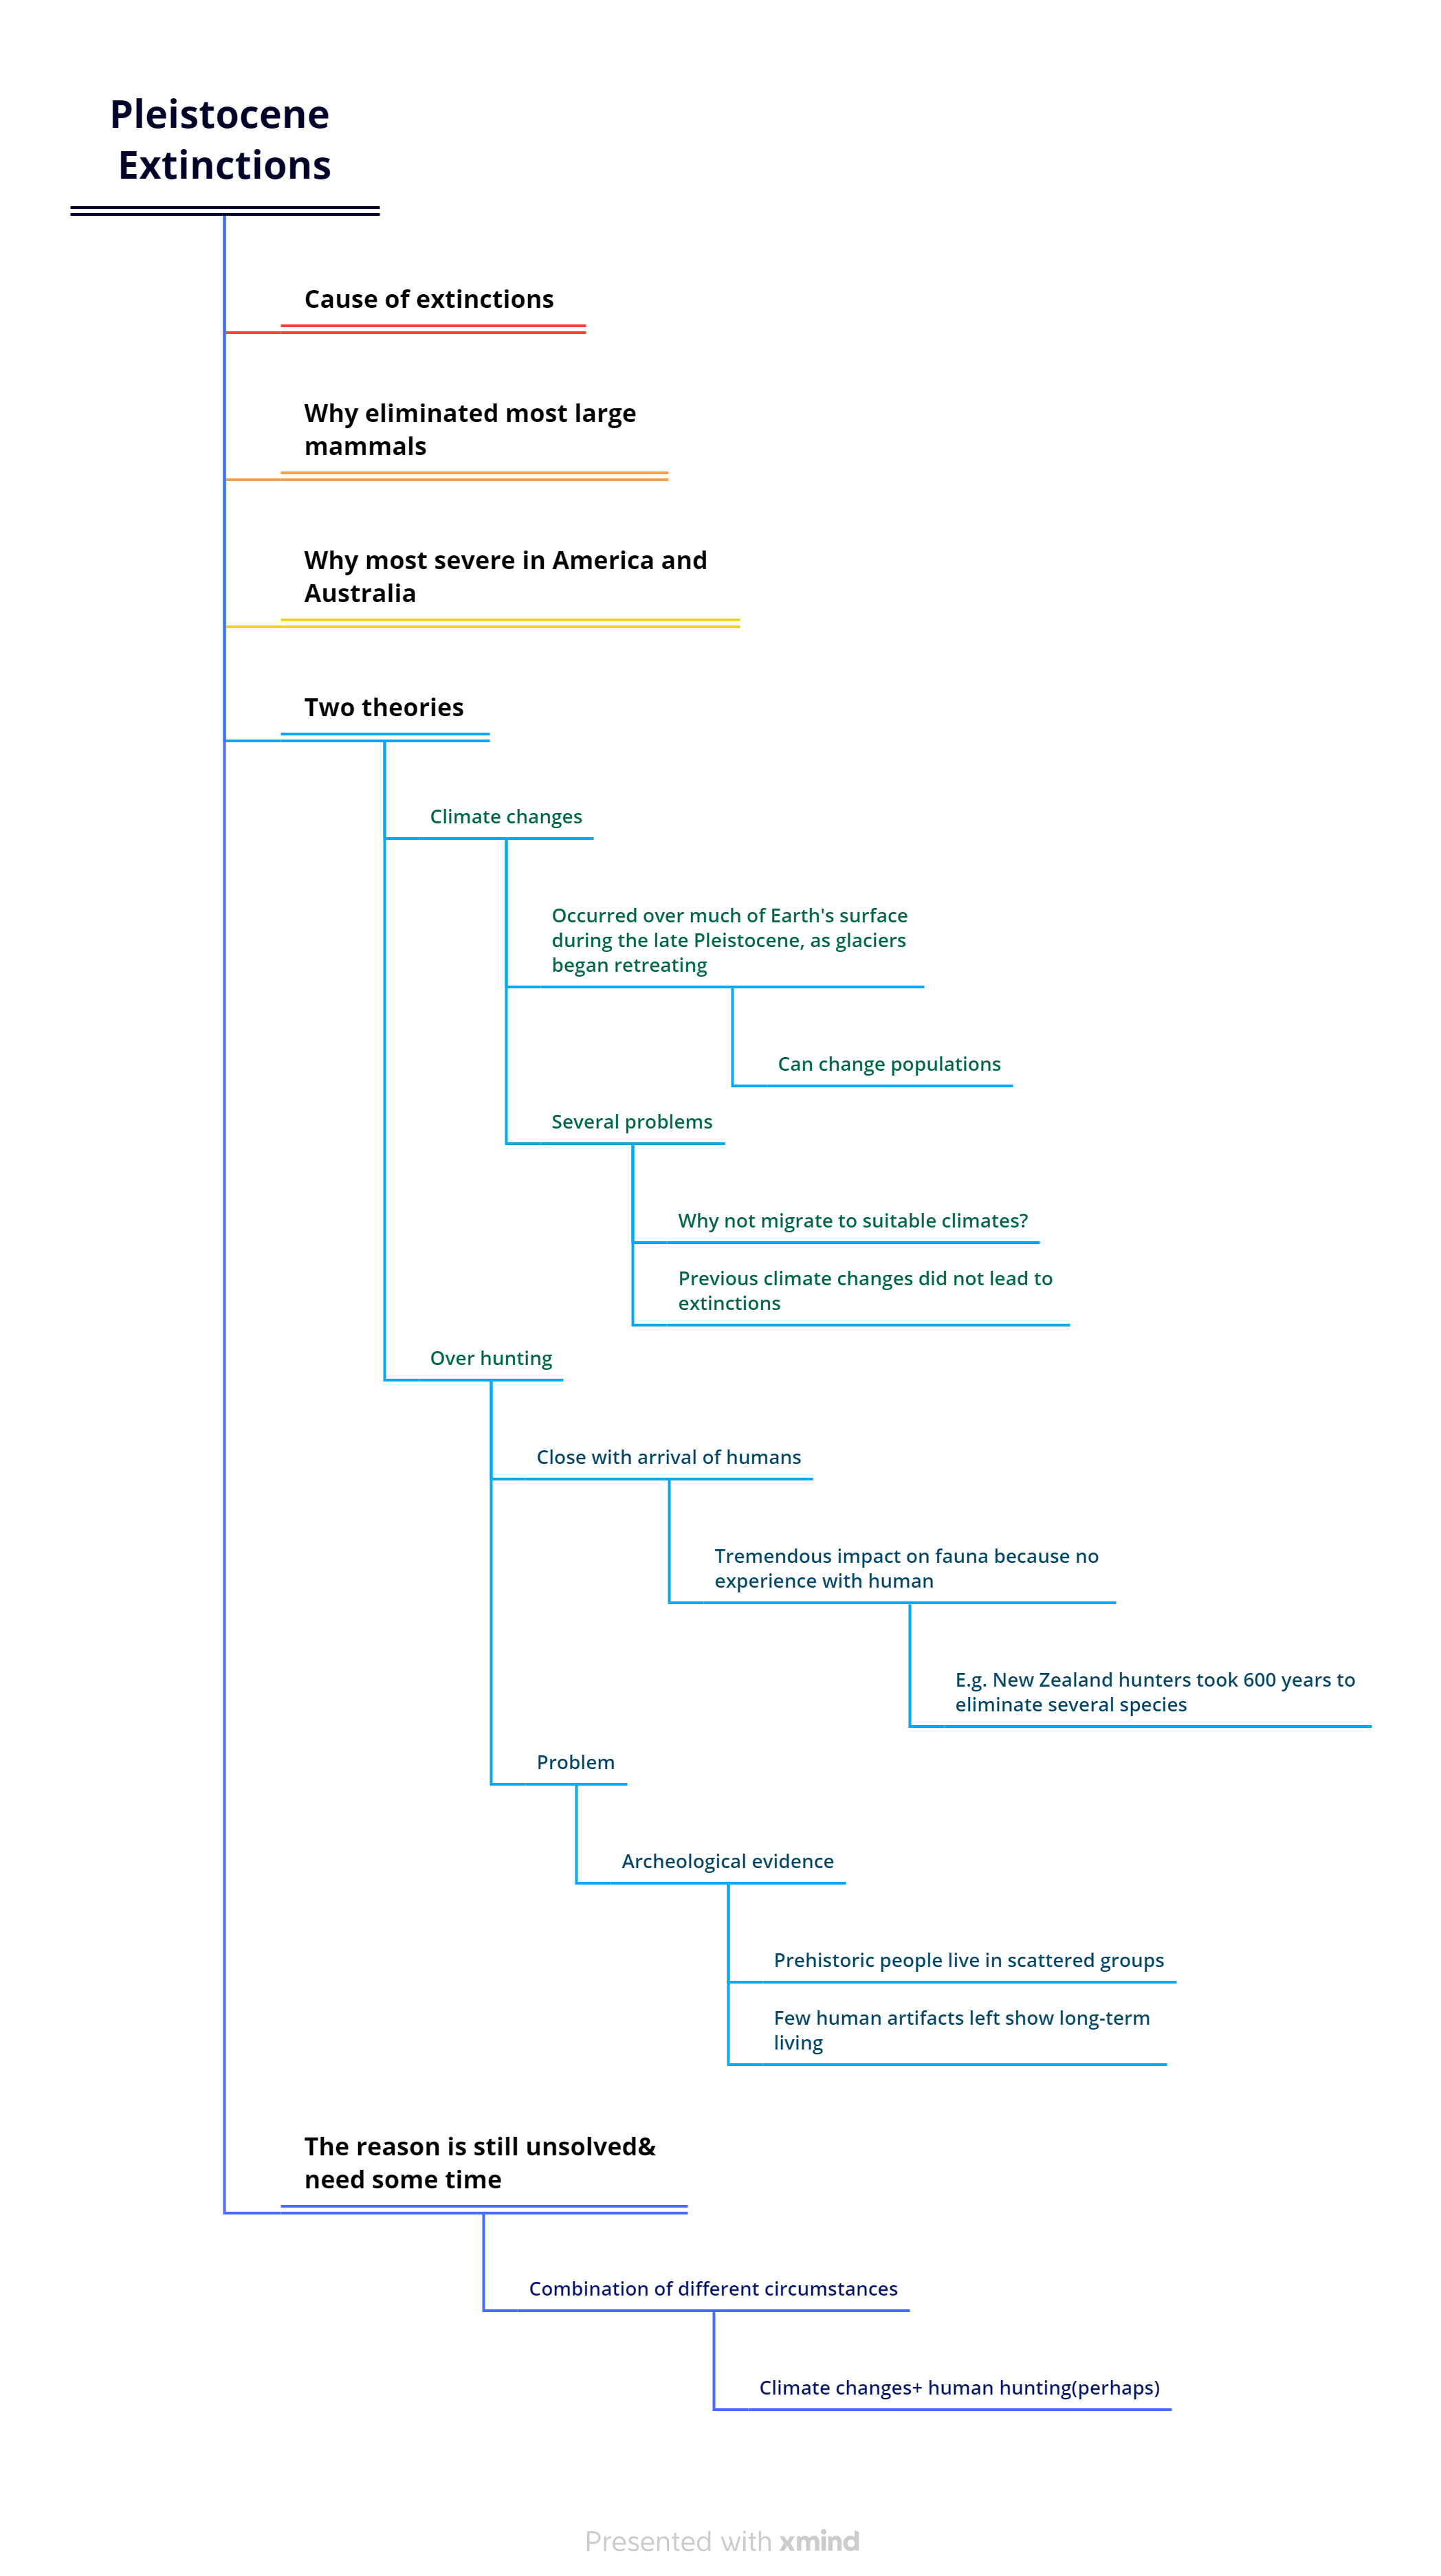 Pleistocene
Extinctions
Cause of extinctions
Why eliminated most large
mammals
Why most severe in America and
Australia
Two theories
Climate changes
Occurred over much of Earth's surface
during the late Pleistocene, as glaciers
began retreating
Can change populations
Several problems
Why not migrate to suitable climates?
Previous climate changes did not lead to
extinctions
Over hunting
Close with arrival of humans
Tremendous impact on fauna because no
experience with human
E.g. New Zealand hunters took 600 years to
eliminate several species
Problem
Archeological evidence
Prehistoric people live in scattered groups
Few human artifacts left show long-term
living
The reason is still unsolved&
need some time
Combination of different circumstances
Climate changes+ human hunting(perhaps)
Presented with xmind